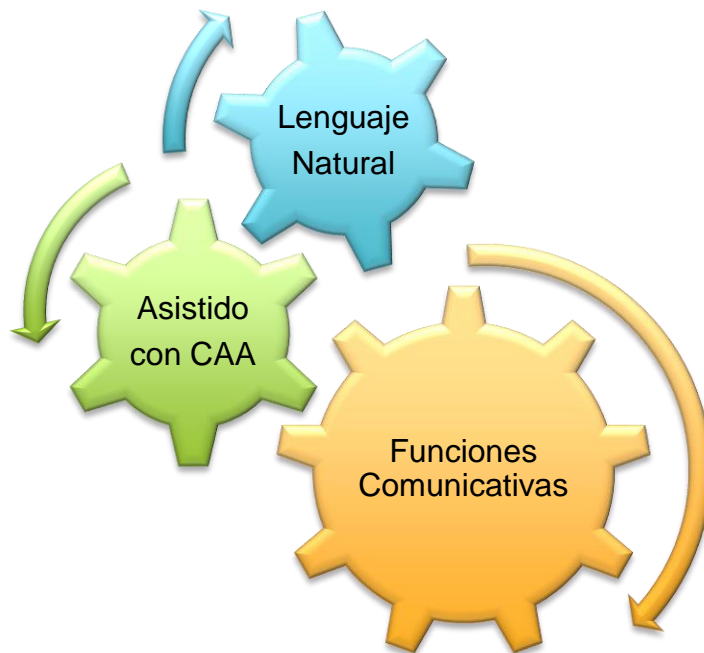 Lenguaje
Natural
Asistido
con CAA
Funciones
Comunicativas